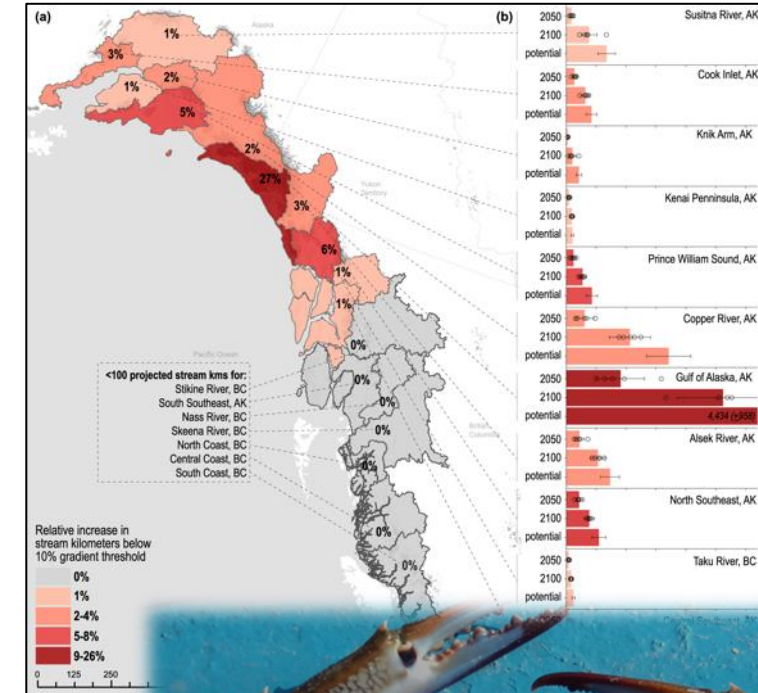 (a)
Alaska
1%
3%
2%
1%
5%
2%
27%
3%
Yukon
Territory
6%
1%
1%
Pacific Ocean
0%
<100 projected stream kms for:
Stikine River, BC
South Southeast, AK
Nass River, BC
Skeena River, BC
North Coast, BC
Central Coast, BC
South Coast, BC
0%
0%
0%
British
Columbia
0%
0%
0%
Relative increase in
stream kilometers below
10% gradient threshold
0%
1%
2-4%
5-8%
9-26%
0 125 250
(b)
Susitna River, AK
2050
2100
potential
Cook Inlet, AK
2050
2100
potential
Knik Arm, AK
2050
2100
potential
Kenai Penninsula, AK
2050
2100
potential
Prince William Sound, AK
2050
2100
potential
Copper River, AK
2050
2100
potential
Gulf of Alaska, AK
2050
2100
potential
4,434 (±958)
Alsek River, AK
2050
2100
potential
North Southeast, AK
2050
2100
potential
Taku River, BC
2050
2100
potential